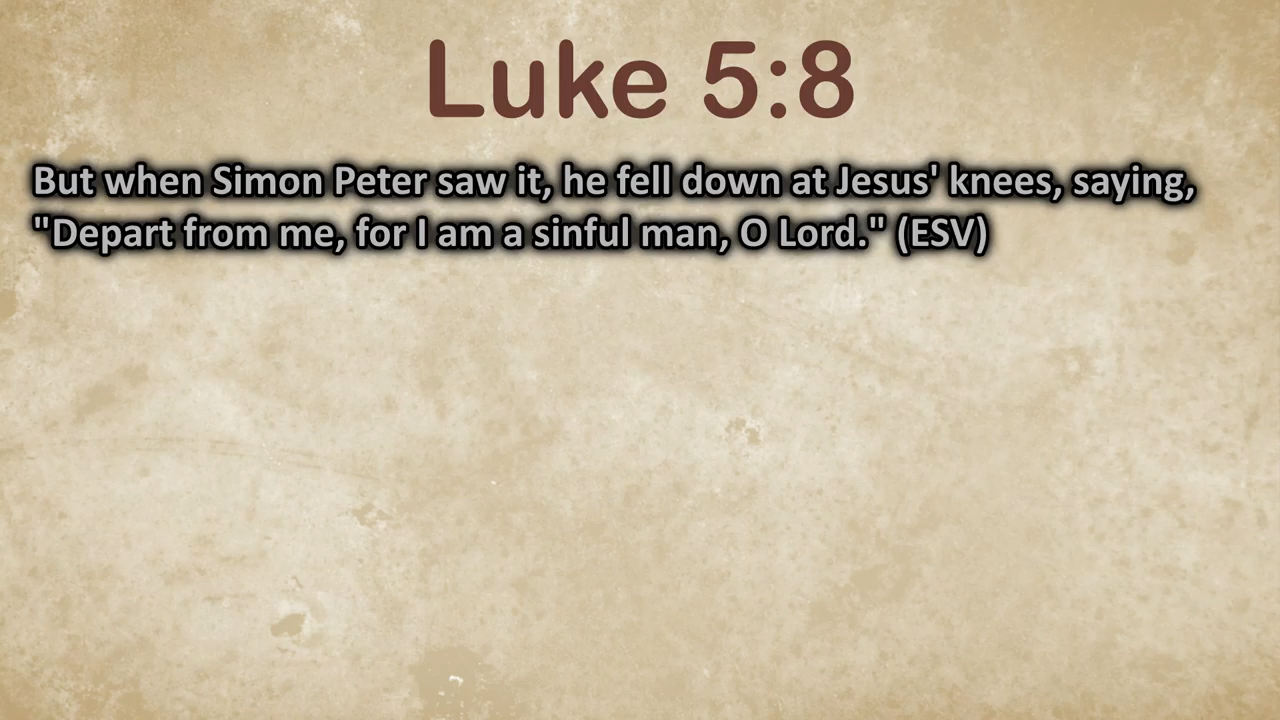 Luke 5:8
But when Simon Peter saw it, he fell down at Jesus' knees, saying,
"Depart from me, for I am a sinful man, O Lord." (ESV)